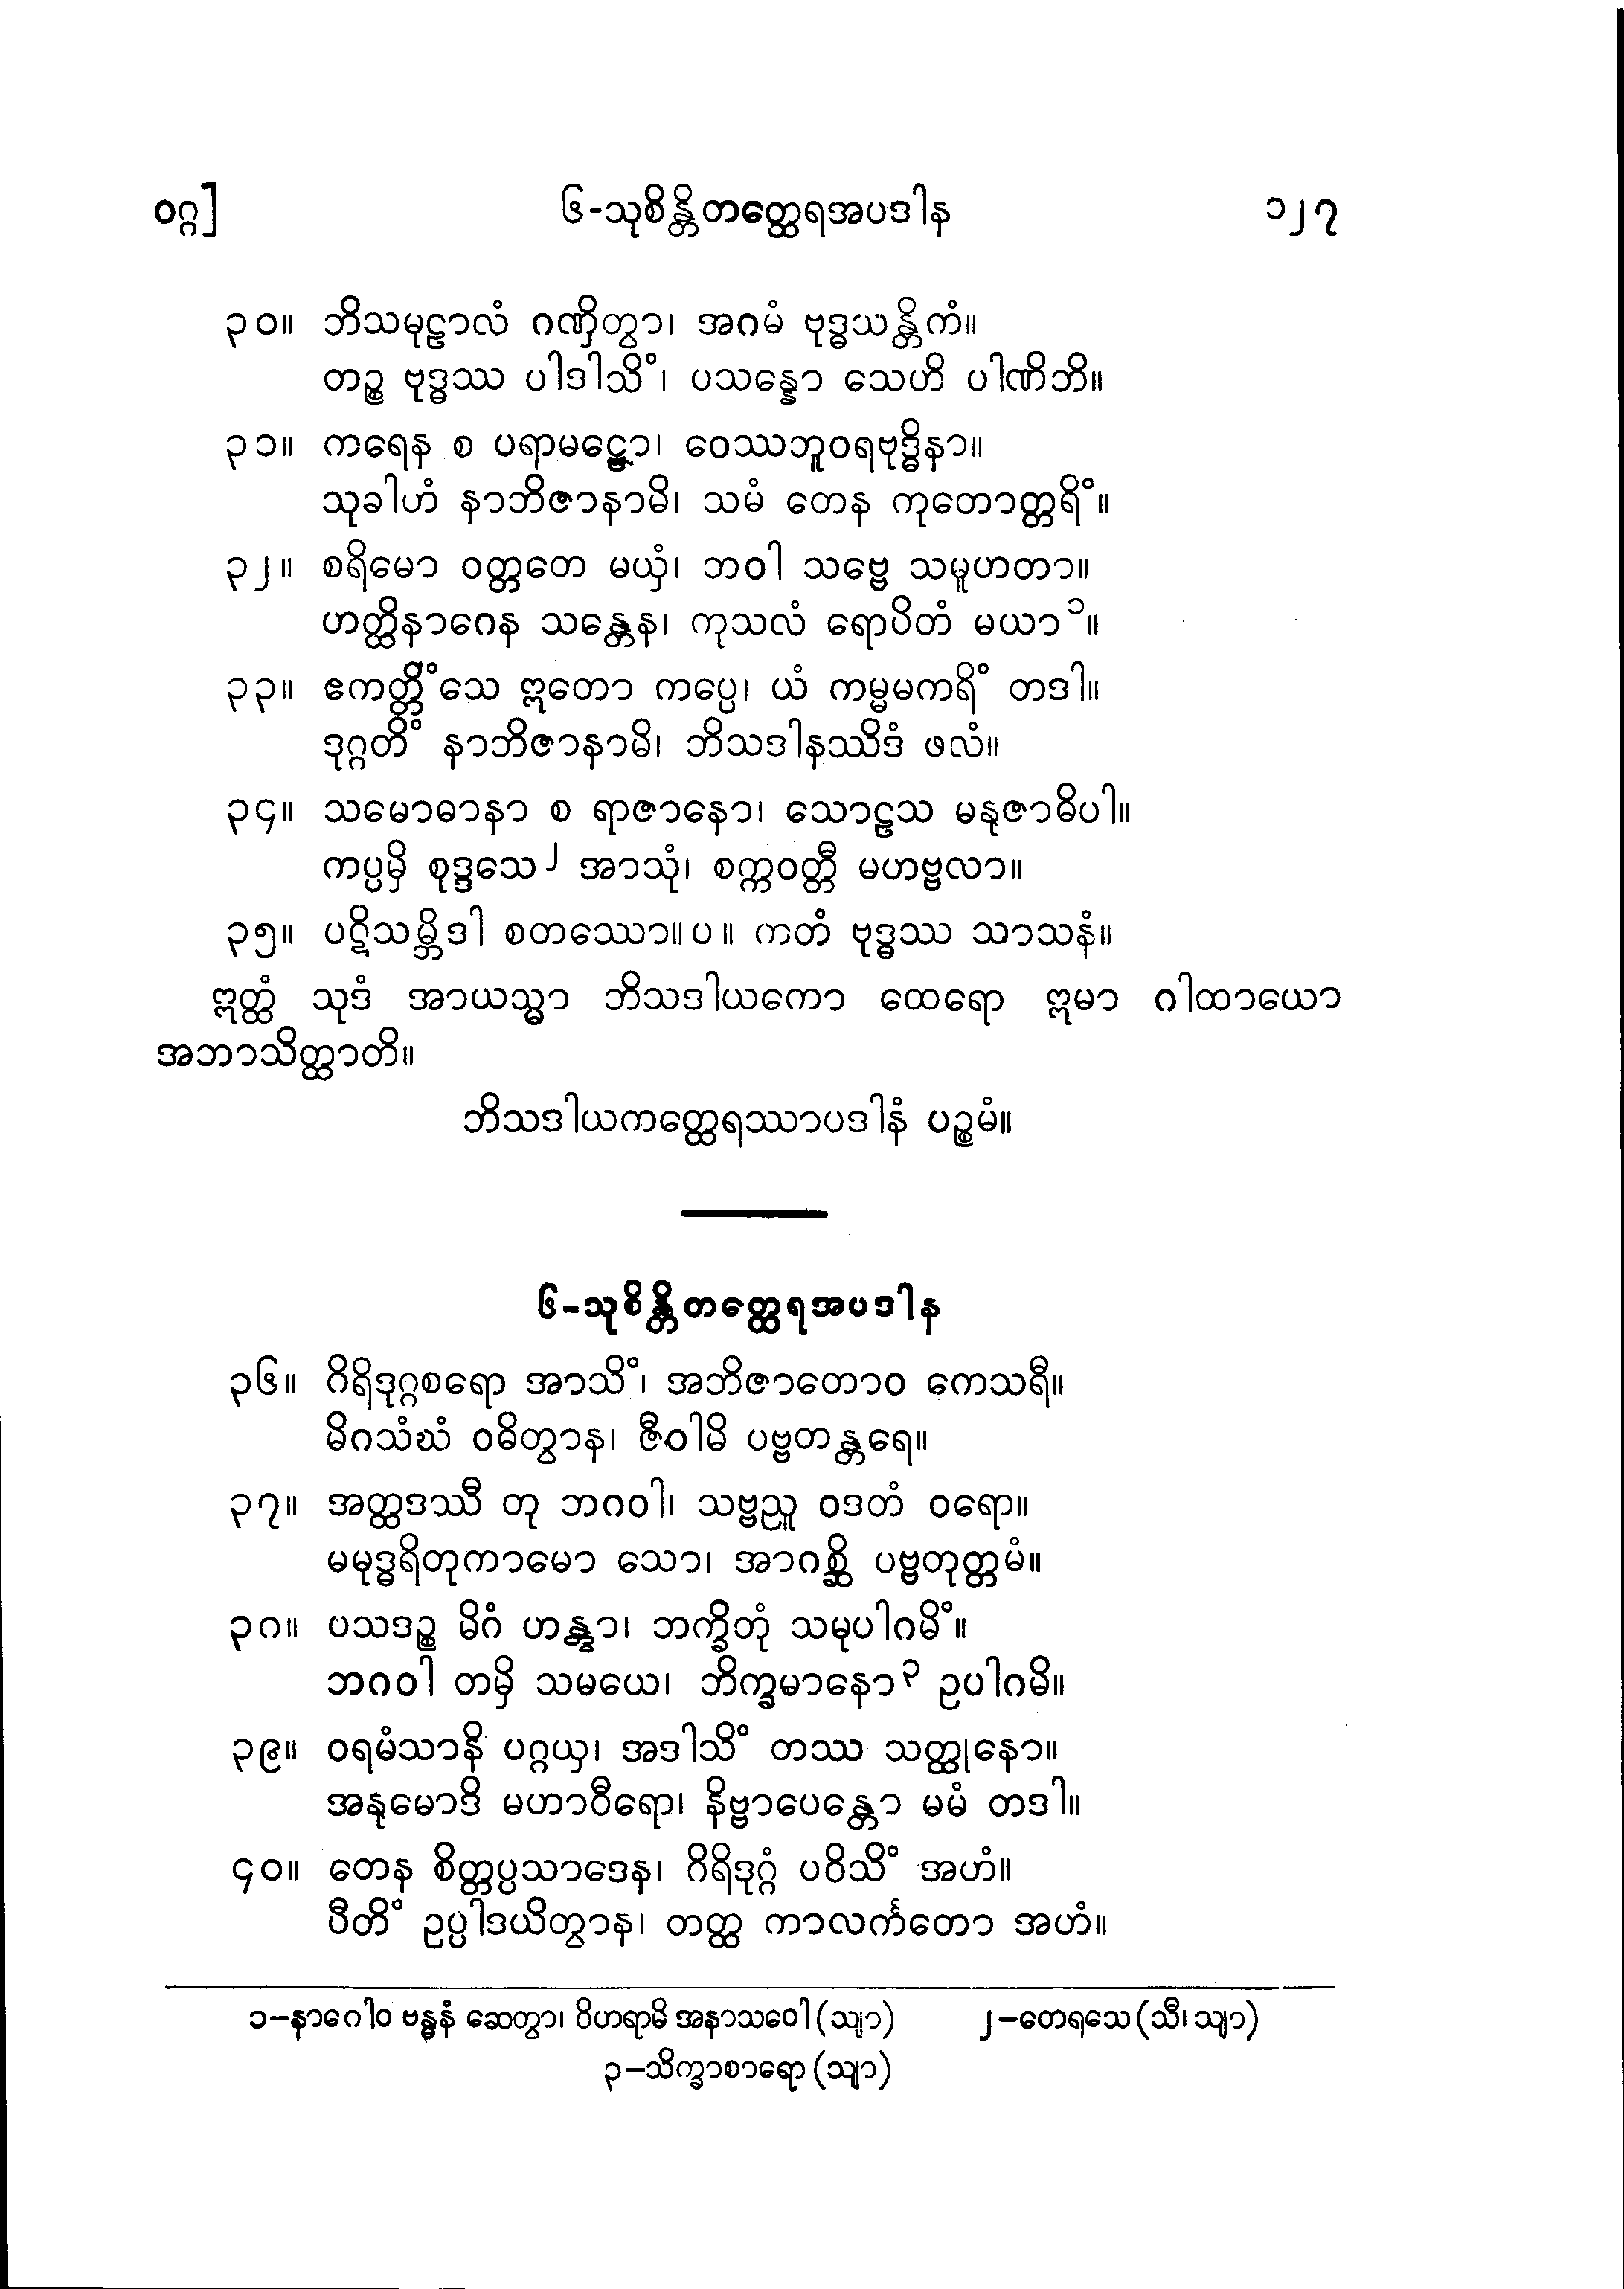 ဝဂ္ဂ] ၆-သုစိန္တိတတ္ထေရအပဒါန ၁၂၇
၃၀။ ဘိသမုဠာလံ ဂဏှိတွာ၊ အဂမံ ဗုဒ္ဓသန္တိကံ။
တဉ္စ ဗုဒ္ဓဿ ပါဒါသိံ၊ ပသန္နော သေဟိ ပါဏိဘိ။
၃၁။ ကရေန စ ပရာမဋ္ဌော၊ ဝေဿဘူဝရဗုဒ္ဓိနာ။
သုခါဟံ နာဘိဇာနာမိ၊ သမံ တေန ကုတောတ္တရိံ။
၃၂။ စရိမော ဝတ္တတေ မယှံ၊ ဘဝါ သဗ္ဗေ သမူဟတာ။
ဟတ္ထိနာဂေန သန္တေန၊ ကုသလံ ရောပိတံ မယာ၁။
၃၃။ ဧကတ္တိံသေ ဣတော ကပ္ပေ၊ ယံ ကမ္မမကရိံ တဒါ။
ဒုဂ္ဂတိံ နာဘိဇာနာမိ၊ ဘိသဒါနဿိဒံ ဖလံ။
၃၄။ သမောဓာနာ စ ရာဇာနော၊ သောဠသ မနုဇာဓိပါ။
ကပ္ပမှိ စုဒ္ဒသေ၂ အာသုံ၊ စက္ကဝတ္တီ မဟဗ္ဗလာ။
၃၅။ ပဋိသမ္ဘိဒါ စတဿော။ပ။ ကတံ ဗုဒ္ဓဿ သာသနံ။
ဣတ္ထံ သုဒံ အာယသ္မာ ဘိသဒါယကော ထေရော ဣမာ ဂါထာယော
အဘာသိတ္ထာတိ။
ဘိသဒါယကတ္ထေရဿာပဒါနံ ပဉ္စမံ။
၆-သုစိန္တိတတ္ထေရအပဒါန
၃၆။ ဂိရိဒုဂ္ဂစရော အာသိံ၊ အဘိဇာတောဝ ကေသရီ။
မိဂသံဃံ ဝဓိတွာန၊ ဇီဝါမိ ပဗ္ဗတန္တရေ။
၃၇။ အတ္ထဒဿီ တု ဘဂဝါ၊ သဗ္ဗညူ ဝဒတံ ဝရော။
မမုဒ္ဓရိတုကာမော သော၊ အာဂစ္ဆိ ပဗ္ဗတုတ္တမံ။
၃၈။ ပသဒဉ္စ မိဂံ ဟန္တွာ၊ ဘက္ခိတုံ သမုပါဂမိံ။
ဘဂဝါ တမှိ သမယေ၊ ဘိက္ခမာနော၃ ဥပါဂမိ။
၃၉။ ဝရမံသာနိ ပဂ္ဂယှ၊ အဒါသိံ တဿ သတ္ထုနော။
အနုမောဒိ မဟာဝီရော၊ နိဗ္ဗာပေန္တော မမံ တဒါ။
၄၀။ တေန စိတ္တပ္ပသာဒေန၊ ဂိရိဒုဂ္ဂံ ပဝိသိံ အဟံ။
ပီတိံ ဥပ္ပါဒယိတွာန၊ တတ္ထ ကာလင်္ကတော အဟံ။
၁-နာဂေါဝ ဗန္ဓနံ ဆေတွာ၊ ဝိဟရာမိ အနာသဝေါ (သျာ) ၂-တေရသေ (သီ၊ သျာ)
၃-သိက္ခာစာရော (သျာ)